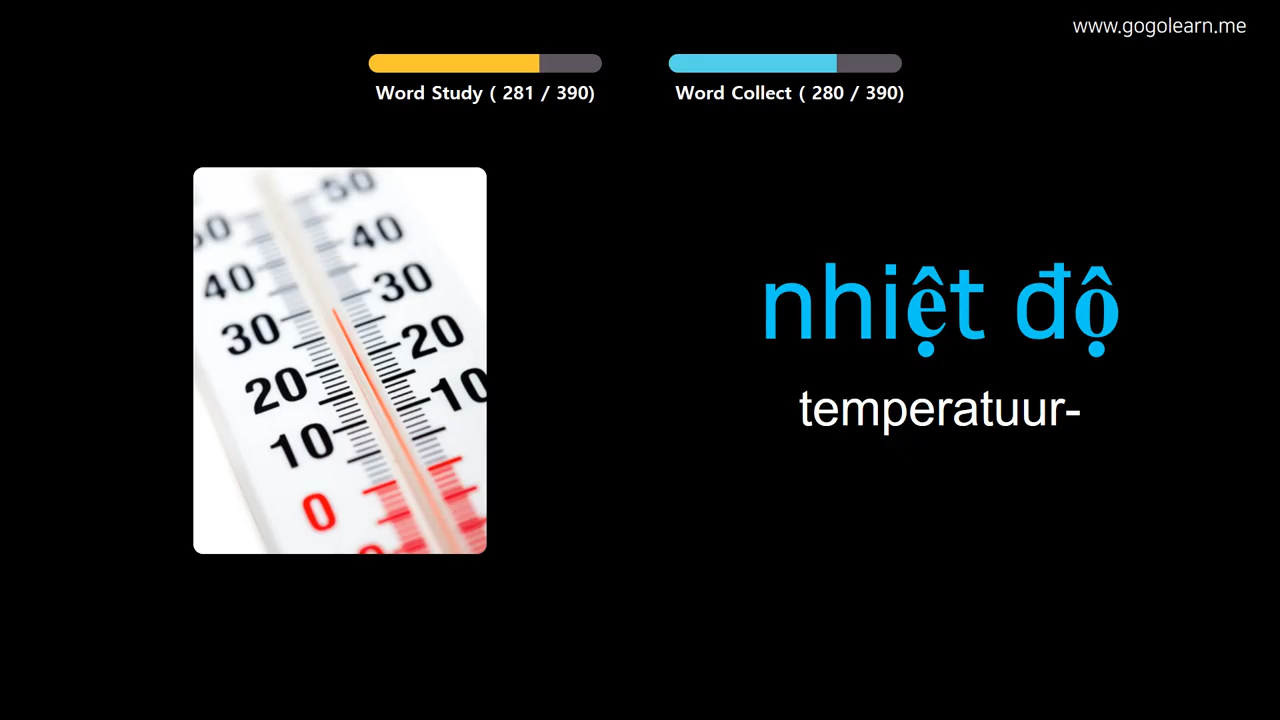 www.gogolearn.me
Word Study ( 281 / 390)
Word Collect ( 280 / 390)
50
40
30
20
10
40
30
20
10
0
nhiệt độ
temperatuur-